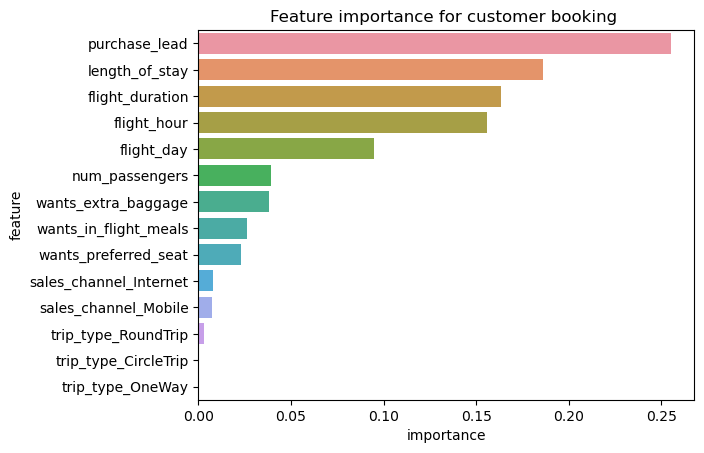 Feature importance for customer booking
feature
purchase_lead
length_of_stay
flight_duration
flight_hour
flight_day
num_passengers
wants_extra_baggage
wants_in_flight_meals
wants_preferred_seat
sales_channel_Internet
sales_channel_Mobile
trip_type_RoundTrip
trip_type_CircleTrip
trip_type_OneWay
0.00 0.05 0.10 0.15 0.20 0.25
importance